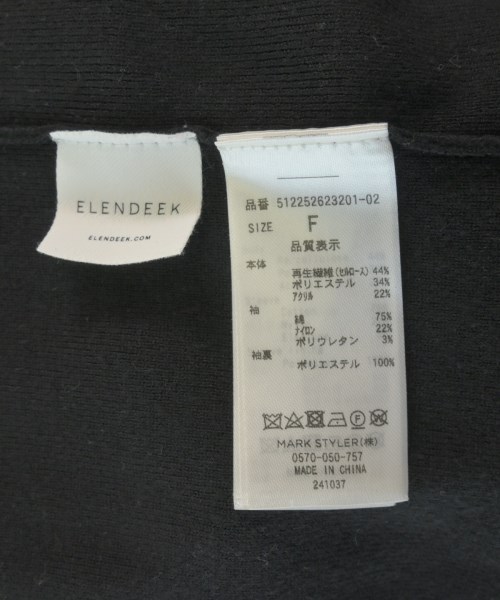 ELENDEEK
ELENDEEK.COM
品番 512252623201-02
SIZE F
品質表示
本体
再生繊維(セルロース) 44%
ポリエステル 34%
アクリル 22%
袖
綿 75%
ナイロン 22%
ポリウレタン 3%
袖裏
ポリエステル 100%
MARK STYLER(株)
0570-050-757
MADE IN CHINA
241037